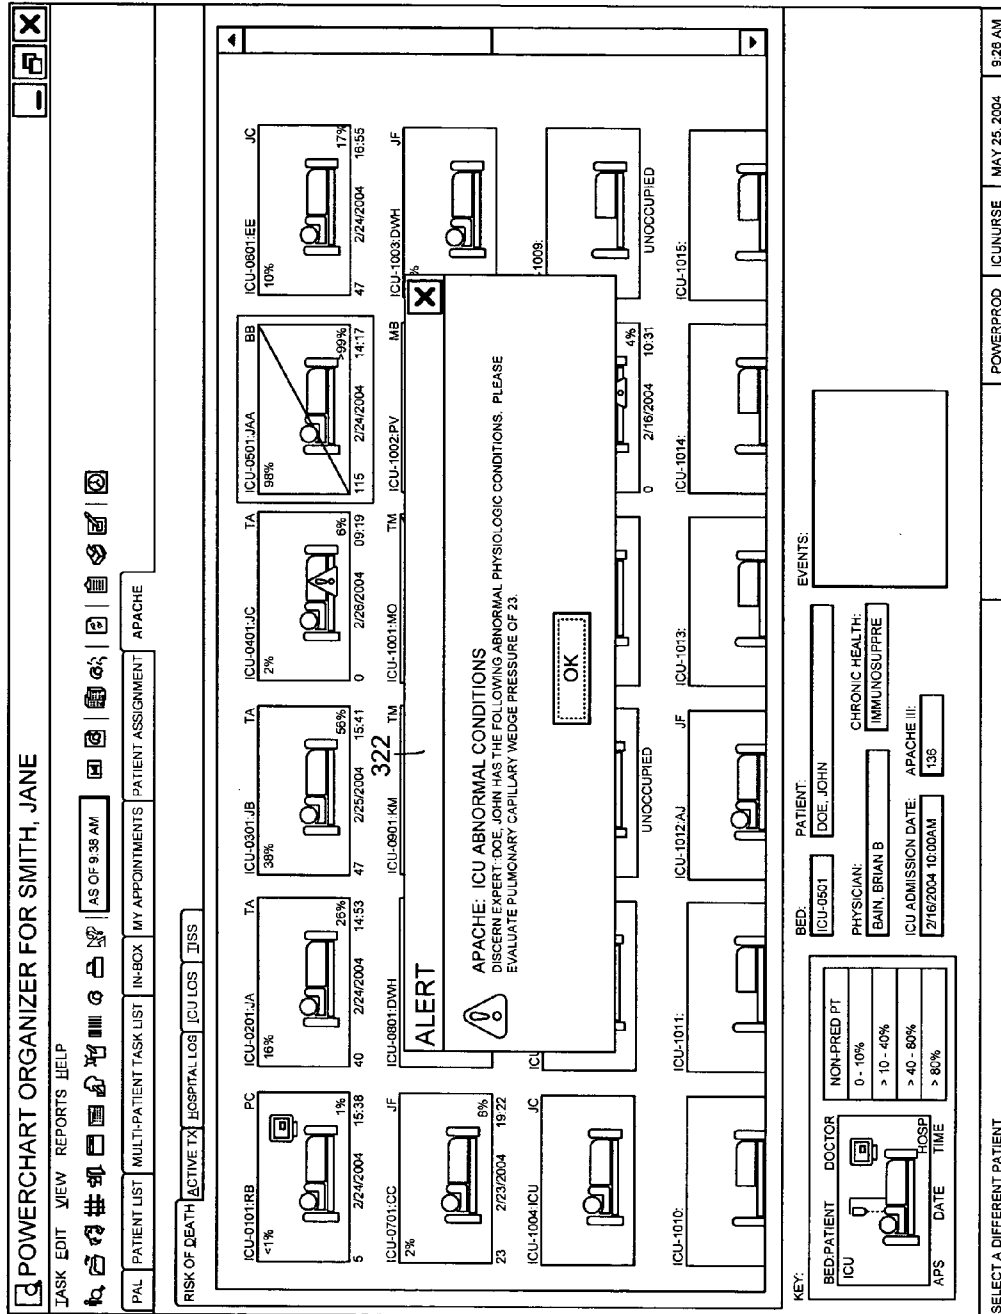 POWERCHART ORGANIZER FOR SMITH, JANE
TASK EDIT VIEW REPORTS HELP
AS OF 9:38 AM
PAL PATIENT LIST MULTI-PATIENT TASK LIST IN-BOX MY APPOINTMENTS PATIENT ASSIGNMENT APACHE
RISK OF DEATH ACTIVE TX HOSPITAL LOS ICU LOS TISS
ICU-0101:RB PC
<1%
1%
5 2/24/2004 15:38
ICU-0201:JA TA
16%
26%
40 2/24/2004 14:53
ICU-0301:JB TA
38%
56%
47 2/25/2004 15:41
ICU-0401:JC TA
2%
6%
0 2/26/2004 09:19
ICU-0501:JAA BB
98%
>99%
115 2/24/2004 14:17
ICU-0601:EE JC
10%
17%
47 2/24/2004 16:55
ICU-0701:CC JF
2%
6%
23 2/23/2004 19:22
ICU-0801:DWH
ICU-0901:KM TM
322
ICU-1001:MO TM
ICU-1002:PV MB
ICU-1003:DWH JF
%
ALERT
APACHE: ICU ABNORMAL CONDITIONS
DISCERN EXPERT:DOE, JOHN HAS THE FOLLOWING ABNORMAL PHYSIOLOGIC CONDITIONS. PLEASE
EVALUATE PULMONARY CAPILLARY WEDGE PRESSURE OF 23.
OK
ICU-1004:ICU JC
ICU
UNOCCUPIED
4%
0 2/16/2004 10:31
-1009:
UNOCCUPIED
ICU-1010:
ICU-1011:
ICU-1012:AJ JF
ICU-1013:
ICU-1014:
ICU-1015:
KEY:
BED:PATIENT DOCTOR
ICU
HOSP
APS DATE TIME
NON-PRED PT
0 - 10%
> 10 - 40%
> 40 - 80%
> 80%
BED: PATIENT:
ICU-0501 DOE, JOHN
PHYSICIAN: CHRONIC HEALTH:
BAIN, BRIAN B IMMUNOSUPPRE
ICU ADMISSION DATE: APACHE III:
2/16/2004 10:00AM 136
EVENTS:
SELECT A DIFFERENT PATIENT POWERPROD ICUNURSE MAY 25, 2004 9:26 AM